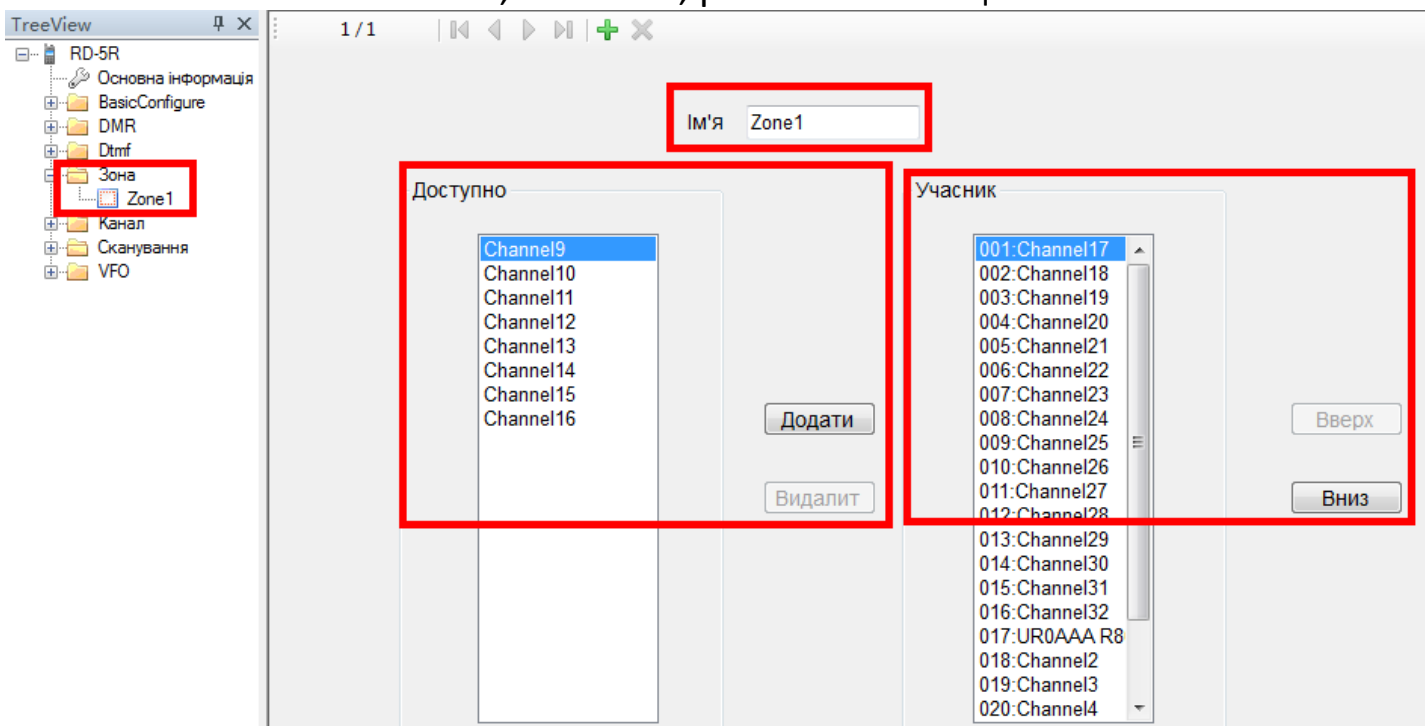 TreeView
RD-5R
Основна інформація
BasicConfigure
DMR
Dtmf
Зона
Zone1
Канал
Сканування
VFO
1/1
Ім'я Zone1
Доступно
Channel9
Channel10
Channel11
Channel12
Channel13
Channel14
Channel15
Channel16
Додати
Видалит
Учасник
001:Channel17
002:Channel18
003:Channel19
004:Channel20
005:Channel21
006:Channel22
007:Channel23
008:Channel24
009:Channel25
010:Channel26
011:Channel27
012:Channel28
013:Channel29
014:Channel30
015:Channel31
016:Channel32
017:UR0AAA R8
018:Channel2
019:Channel3
020:Channel4
Вверх
Вниз